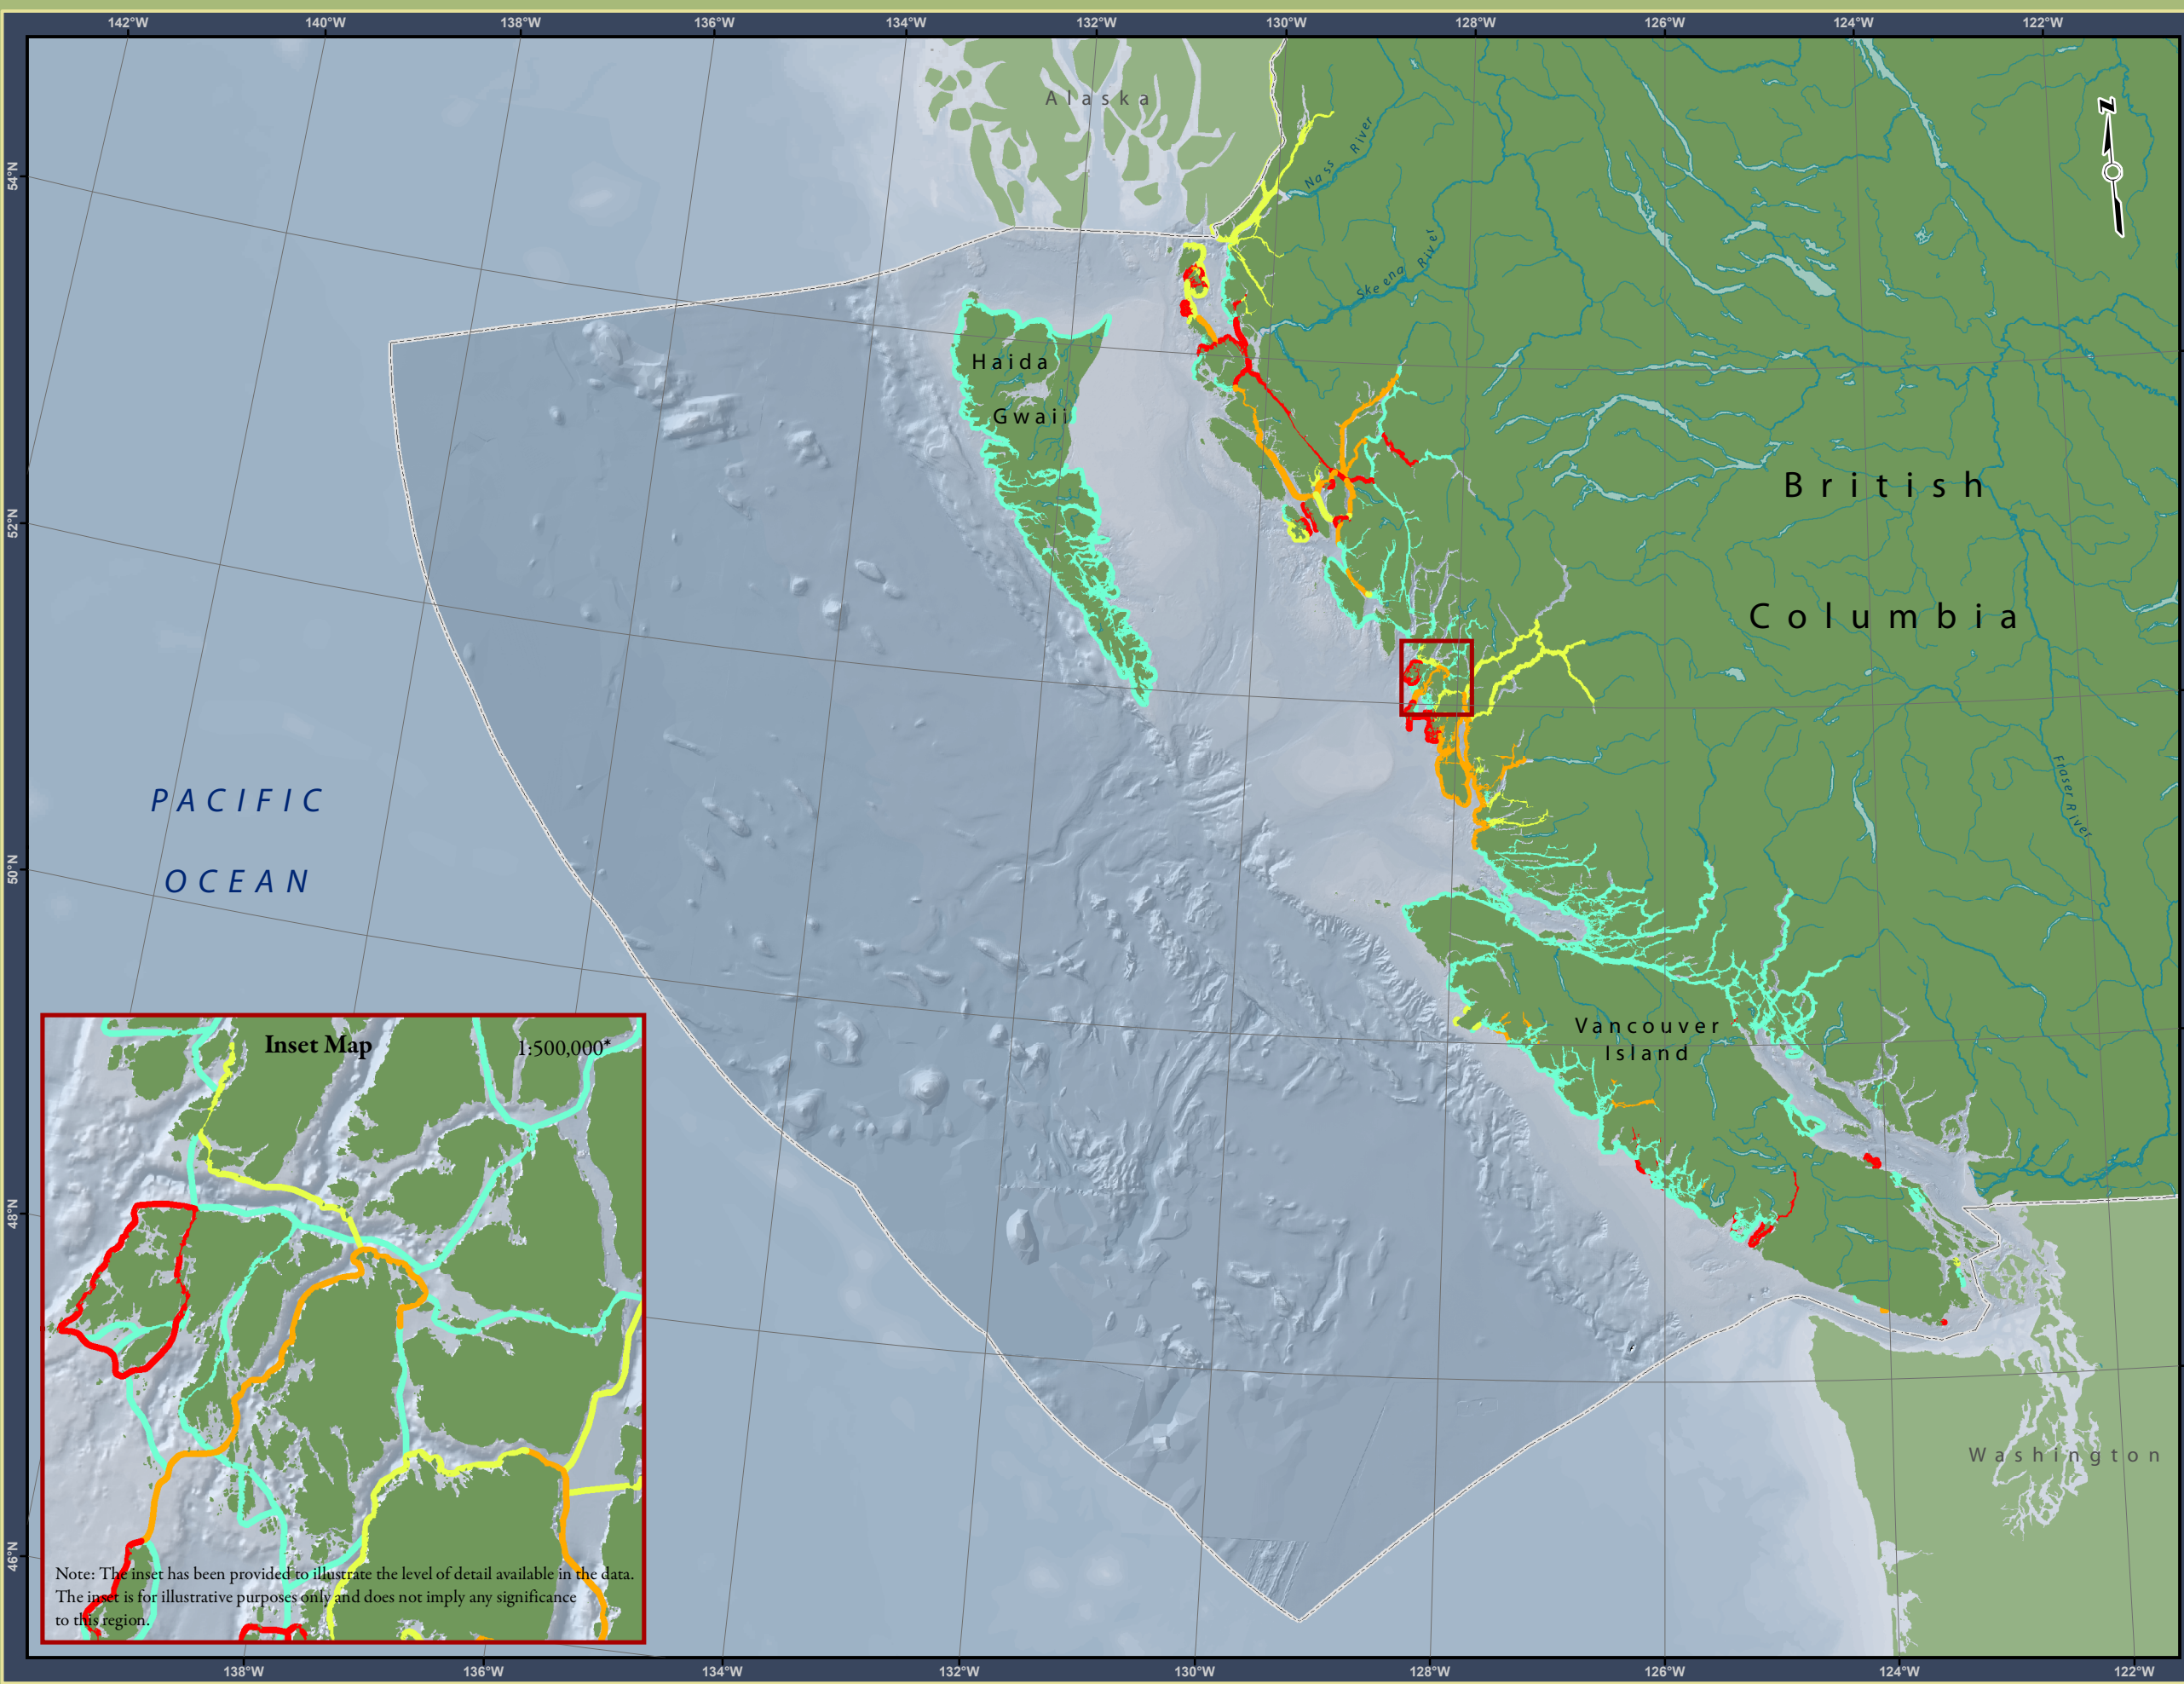 142°W 140°W 138°W 136°W 134°W 132°W 130°W 128°W 126°W 124°W 122°W
Alaska
N
54°N
Nass River
Skeena River
Haida
Gwaii
British
52°N
Columbia
PACIFIC
Fraser River
OCEAN
50°N
Vancouver
Island
Inset Map
1:500,000*
48°N
Washington
46°N
Note: The inset has been provided to illustrate the level of detail available in the data.
The inset is for illustrative purposes only and does not imply any significance
to this region.
138°W 136°W 134°W 132°W 130°W 128°W 126°W 124°W 122°W